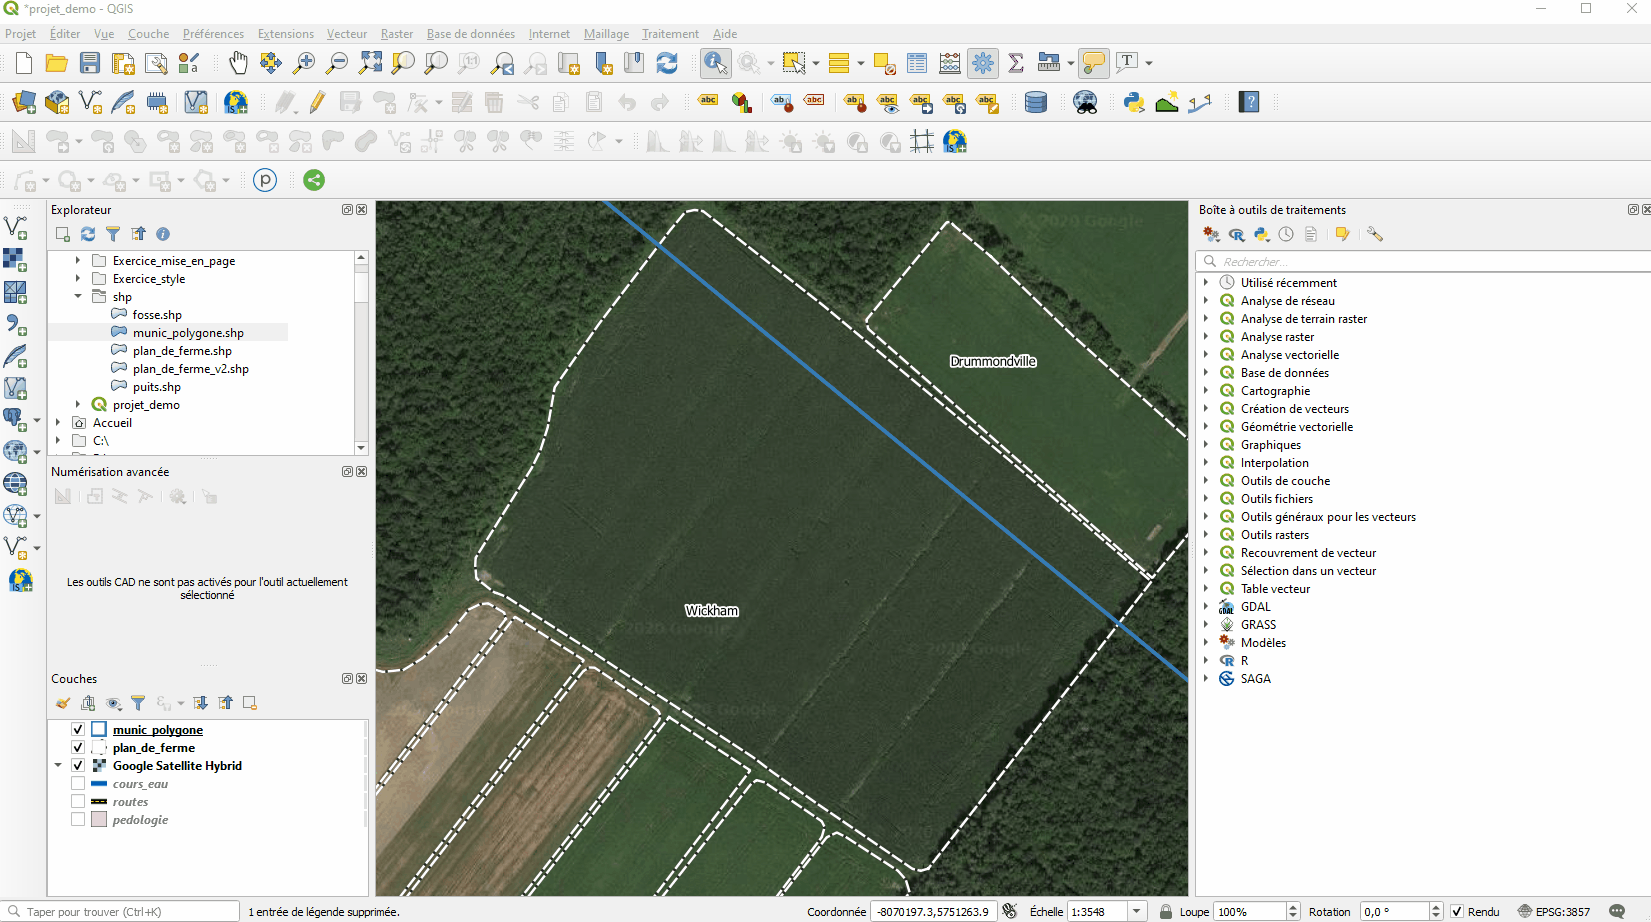 *projet_demo - QGIS
Projet Éditer Vue Couche Préférences Extensions Vecteur Raster Base de données Internet Maillage Traitement Aide
Explorateur
Exercice_mise_en_page
Exercice_style
shp
fosse.shp
munic_polygone.shp
plan_de_ferme.shp
plan_de_ferme_v2.shp
puits.shp
projet_demo
Accueil
C:\
Numérisation avancée
Les outils CAD ne sont pas activés pour l'outil actuellement
sélectionné
Couches
munic_polygone
plan_de_ferme
Google Satellite Hybrid
cours_eau
routes
pedologie
Drummondville
Wickham
Boîte à outils de traitements
Rechercher...
Utilisé récemment
Analyse de réseau
Analyse de terrain raster
Analyse raster
Analyse vectorielle
Base de données
Cartographie
Création de vecteurs
Géométrie vectorielle
Graphiques
Interpolation
Outils de couche
Outils fichiers
Outils généraux pour les vecteurs
Outils rasters
Recouvrement de vecteur
Sélection dans un vecteur
Table vecteur
GDAL
GRASS
Modèles
R
SAGA
Taper pour trouver (Ctrl+K) 1 entrée de légende supprimée. Coordonnée -8070197.3,5751263.9 Échelle 1:3548 Loupe 100% Rotation 0,0 ° Rendu EPSG:3857